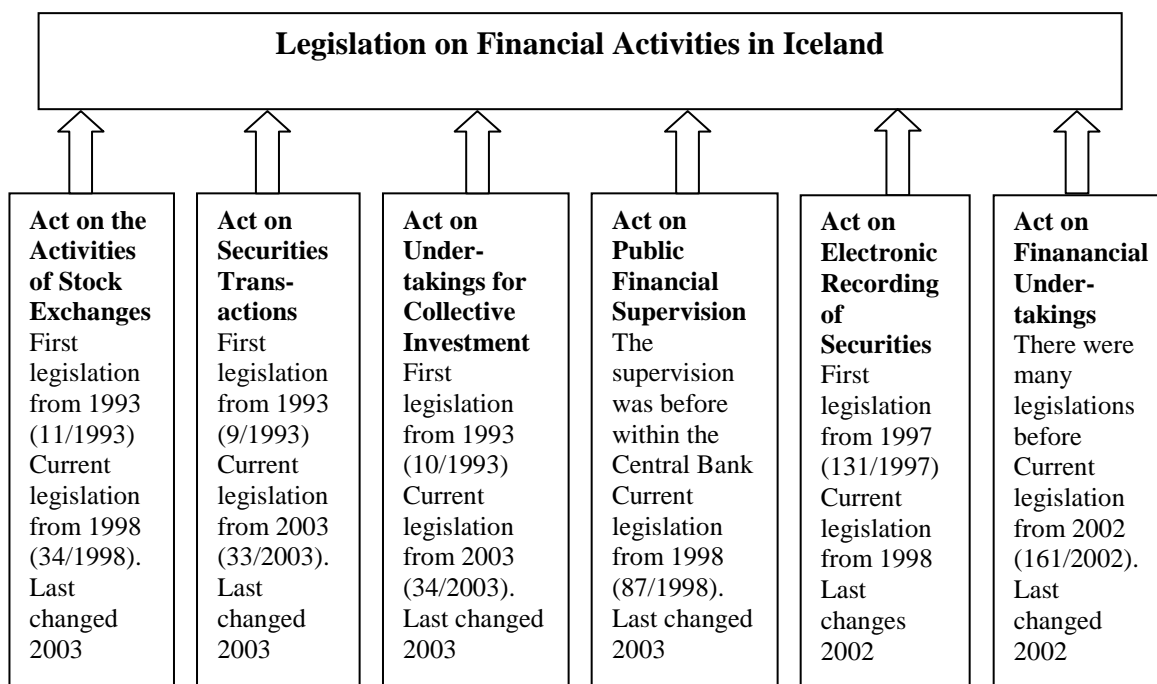 Legislation on Financial Activities in Iceland
Act on the
Activities
of Stock
Exchanges
First
legislation
from 1993
(11/1993)
Current
legislation
from 1998
(34/1998).
Last
changed
2003
Act on
Securities
Trans-
actions
First
legislation
from 1993
(9/1993)
Current
legislation
from 2003
(33/2003).
Last
changed
2003
Act on
Under-
takings for
Collective
Investment
First
legislation
from 1993
(10/1993)
Current
legislation
from 2003
(34/2003).
Last changed
2003
Act on
Public
Financial
Supervision
The
supervision
was before
within the
Central Bank
Current
legislation
from 1998
(87/1998).
Last changed
2003
Act on
Electronic
Recording
of
Securities
First
legislation
from 1997
(131/1997)
Current
legislation
from 1998
Last
changes
2002
Act on
Finanancial
Under-
takings
There were
many
legislations
before
Current
legislation
from 2002
(161/2002).
Last
changed
2002